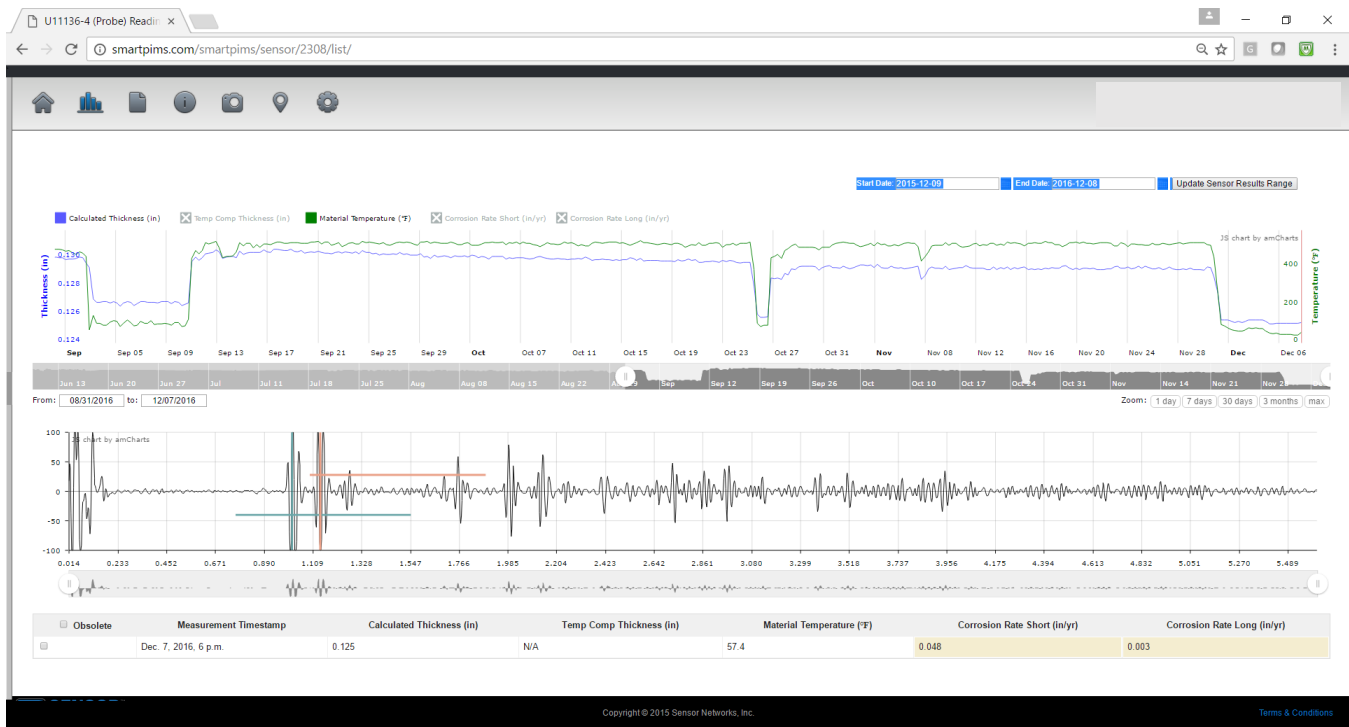 U11136-4 (Probe) Readin
smartpims.com/smartpims/sensor/2308/list/
Start Date: 2015-12-09 End Date: 2016-12-08 Update Sensor Results Range
Calculated Thickness (in) Temp Comp Thickness (in) Material Temperature (°F) Corrosion Rate Short (in/yr) Corrosion Rate Long (in/yr)
JS chart by amCharts
Thickness (in)
0.130
0.128
0.126
0.124
Temperature (°F)
400
200
0
Sep Sep 05 Sep 09 Sep 13 Sep 17 Sep 21 Sep 25 Sep 29 Oct Oct 07 Oct 11 Oct 15 Oct 19 Oct 23 Oct 27 Oct 31 Nov Nov 08 Nov 12 Nov 16 Nov 20 Nov 24 Nov 28 Dec Dec 06
Jun 13 Jun 20 Jun 27 Jul Jul 11 Jul 18 Jul 25 Aug Aug 08 Aug 15 Aug 22 Sep Sep 12 Sep 19 Sep 26 Oct Oct 10 Oct 17 Oct 24 Oct 31 Nov Nov 14 Nov 21
From: 08/31/2016 to: 12/07/2016 Zoom: 1 day 7 days 30 days 3 months max
JS chart by amCharts
100
50
0
-50
-100
0.014 0.233 0.452 0.671 0.890 1.109 1.328 1.547 1.766 1.985 2.204 2.423 2.642 2.861 3.080 3.299 3.518 3.737 3.956 4.175 4.394 4.613 4.832 5.051 5.270 5.489
Obsolete Measurement Timestamp Calculated Thickness (in) Temp Comp Thickness (in) Material Temperature (°F) Corrosion Rate Short (in/yr) Corrosion Rate Long (in/yr)
Dec. 7, 2016, 6 p.m. 0.125 N/A 57.4 0.048 0.003
Copyright © 2015 Sensor Networks, Inc. Terms & Conditions